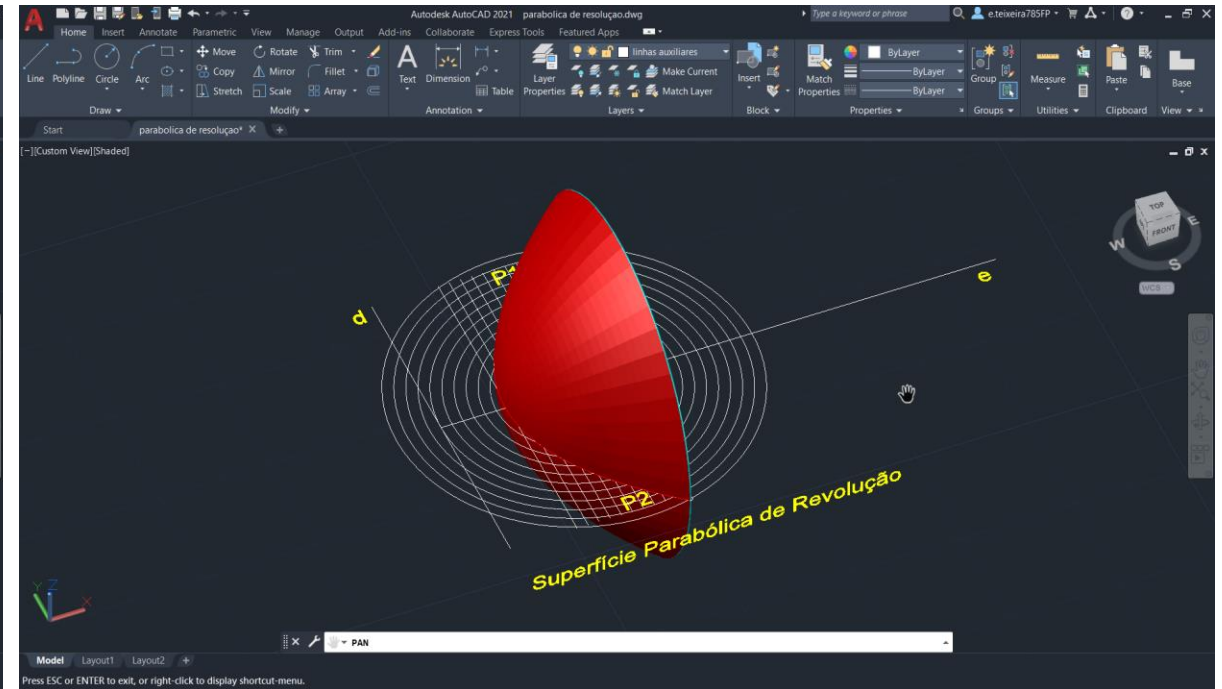 Autodesk AutoCAD 2021 parabolica de resoluçao.dwg
Type a keyword or phrase
e.teixeira785FP
Home Insert Annotate Parametric View Manage Output Add-ins Collaborate Express Tools Featured Apps
Line Polyline Circle Arc
Move Rotate Trim
Copy Mirror Fillet
Stretch Scale Array
Text Dimension
Table
Layer Properties
linhas auxiliares
Make Current
Match Layer
Insert
Match Properties
ByLayer
ByLayer
ByLayer
Group
Measure
Paste
Base
Draw Modify Annotation Layers Block Properties Groups Utilities Clipboard View
Start parabolica de resoluçao*
[−][Custom View][Shaded]
TOP
FRONT
W
E
S
WCS
P1
e
d
P2
Superfície Parabólica de Revolução
Y Z X
PAN
Model Layout1 Layout2 +
Press ESC or ENTER to exit, or right-click to display shortcut-menu.